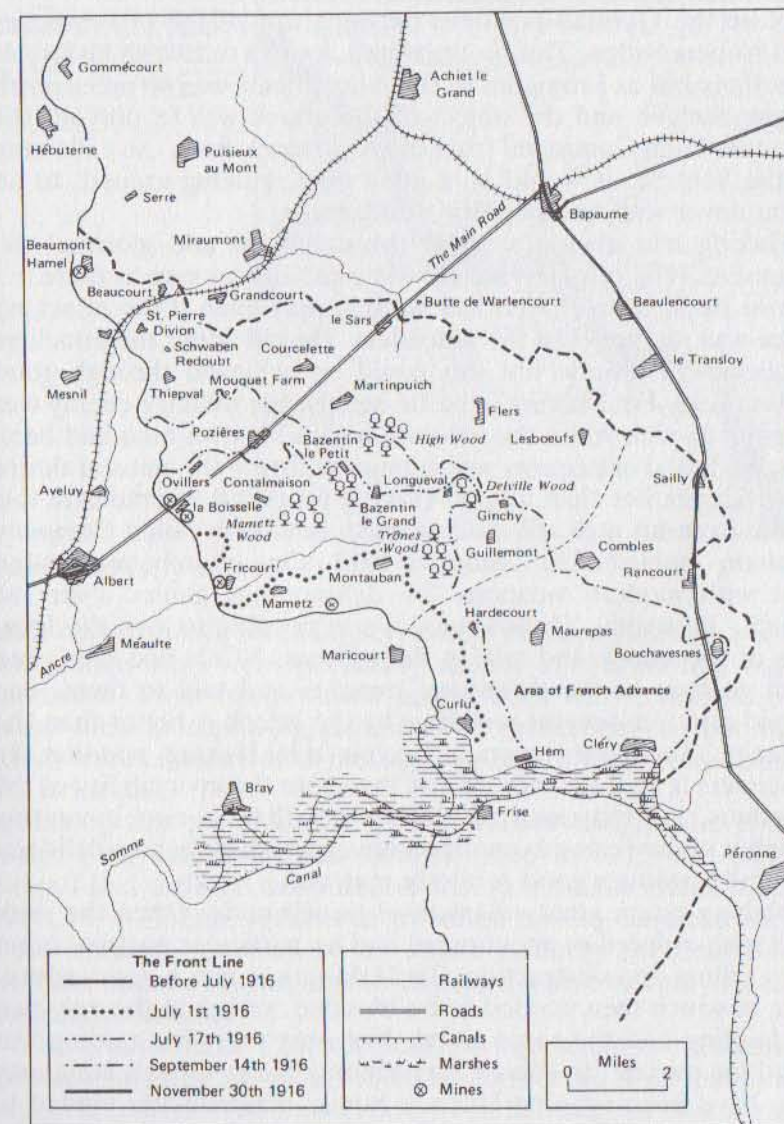 Gommécourt
Achiet le
Grand
Hébuterne
Puisieux
au Mont
Serre
The Main Road
Bapaume
Beaumont
Hamel
Miraumont
Beaucourt
Grandcourt
Butte de Warlencourt
Beaulencourt
St. Pierre
Divion
le Sars
Schwaben
Redoubt
Courcelette
le Transloy
Mesnil
Thiepval
Mouquet Farm
Martinpuich
Flers
Pozières
Bazentin
le Petit
High Wood
Lesboeufs
Aveluy
Ovillers
Contalmaison
Longueval
Delville Wood
Sailly
la Boisselle
Bazentin
le Grand
Ginchy
Mametz
Wood
Trônes
Wood
Guillemont
Combles
Albert
Fricourt
Montauban
Rancourt
Mametz
Hardecourt
Maurepas
Bouchavesnes
Ancre
Méaulte
Maricourt
Area of French Advance
Curlu
Hem
Cléry
Bray
Frise
Somme
Canal
Péronne
The Front Line
Before July 1916
July 1st 1916
July 17th 1916
September 14th 1916
November 30th 1916
Railways
Roads
Canals
Marshes
Mines
Miles
0 2